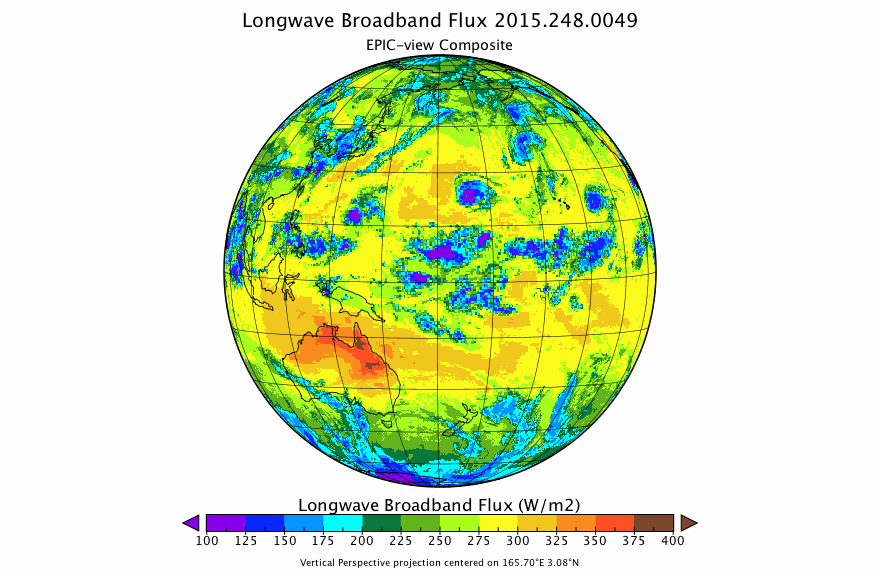 Longwave Broadband Flux 2015.248.0049
EPIC-view Composite
Longwave Broadband Flux (W/m2)
100 125 150 175 200 225 250 275 300 325 350 375 400
Vertical Perspective projection centered on 165.70°E 3.08°N